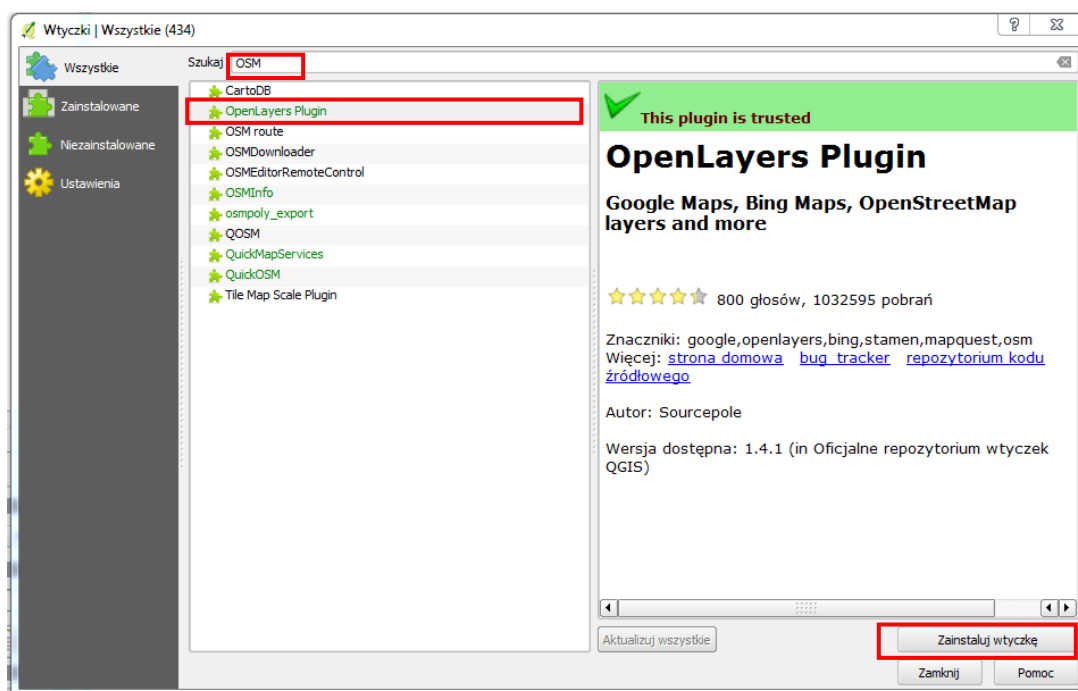 Wtyczki | Wszystkie (434)
Wszystkie
Zainstalowane
Niezainstalowane
Ustawienia
Szukaj OSM
CartoDB
OpenLayers Plugin
OSM route
OSMDownloader
OSMEditorRemoteControl
OSMInfo
osmpoly_export
QOSM
QuickMapServices
QuickOSM
Tile Map Scale Plugin
This plugin is trusted
OpenLayers Plugin
Google Maps, Bing Maps, OpenStreetMap
layers and more
800 głosów, 1032595 pobrań
Znaczniki: google,openlayers,bing,stamen,mapquest,osm
Więcej: strona domowa bug tracker repozytorium kodu
źródłowego
Autor: Sourcepole
Wersja dostępna: 1.4.1 (in Oficjalne repozytorium wtyczek
QGIS)
Aktualizuj wszystkie
Zainstaluj wtyczkę
Zamknij
Pomoc